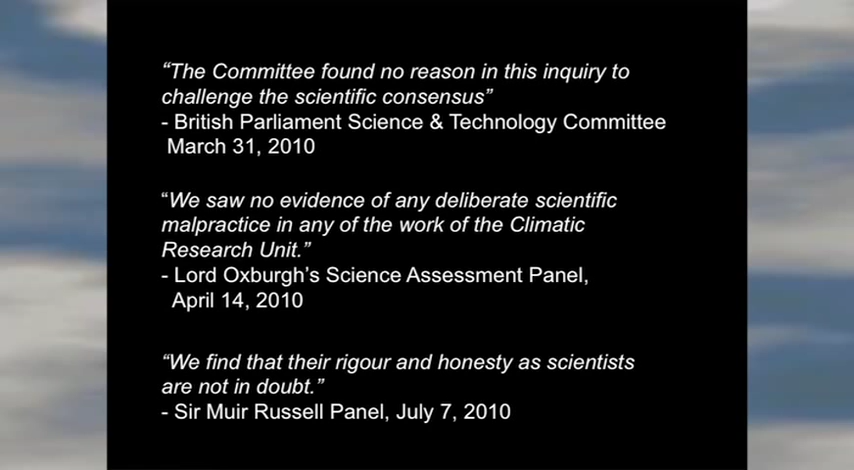 “The Committee found no reason in this inquiry to
challenge the scientific consensus”
- British Parliament Science & Technology Committee
March 31, 2010
“We saw no evidence of any deliberate scientific
malpractice in any of the work of the Climatic
Research Unit.”
- Lord Oxburgh’s Science Assessment Panel,
April 14, 2010
“We find that their rigour and honesty as scientists
are not in doubt.”
- Sir Muir Russell Panel, July 7, 2010